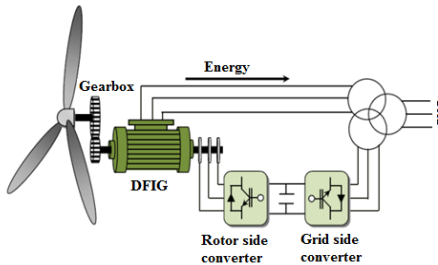 Energy
Gearbox
DFIG
Rotor side
converter
Grid side
converter